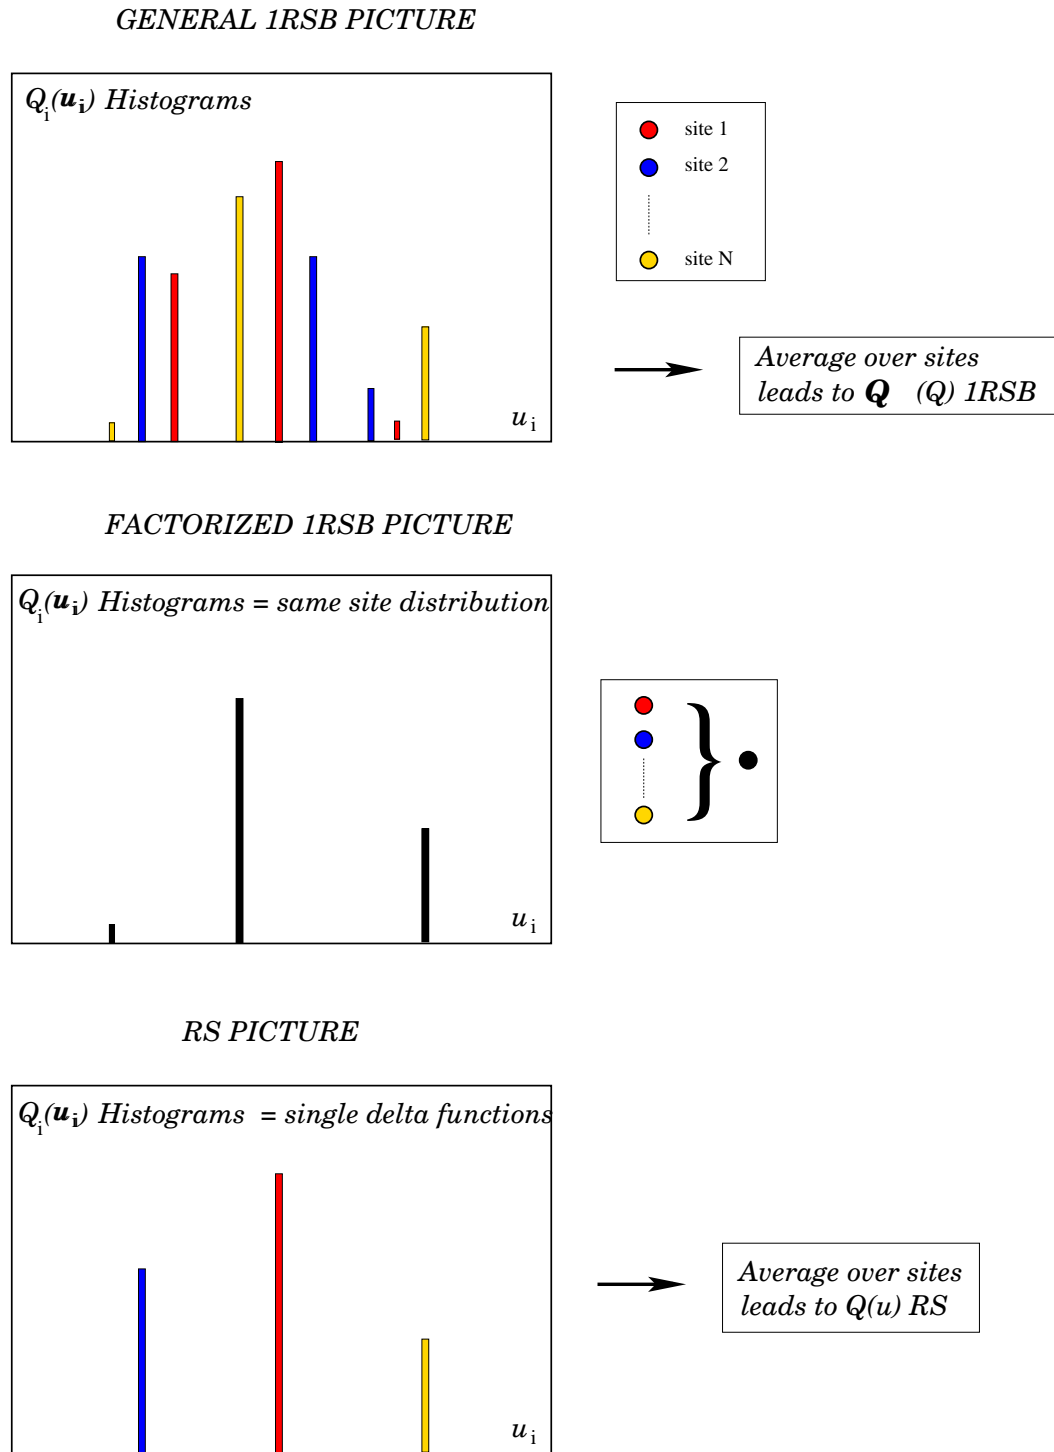 GENERAL 1RSB PICTURE
Qi(ui) Histograms
ui
site 1
site 2
site N
Average over sites
leads to Q (Q) 1RSB
FACTORIZED 1RSB PICTURE
Qi(ui) Histograms = same site distribution
ui
}
RS PICTURE
Qi(ui) Histograms = single delta functions
ui
Average over sites
leads to Q(u) RS